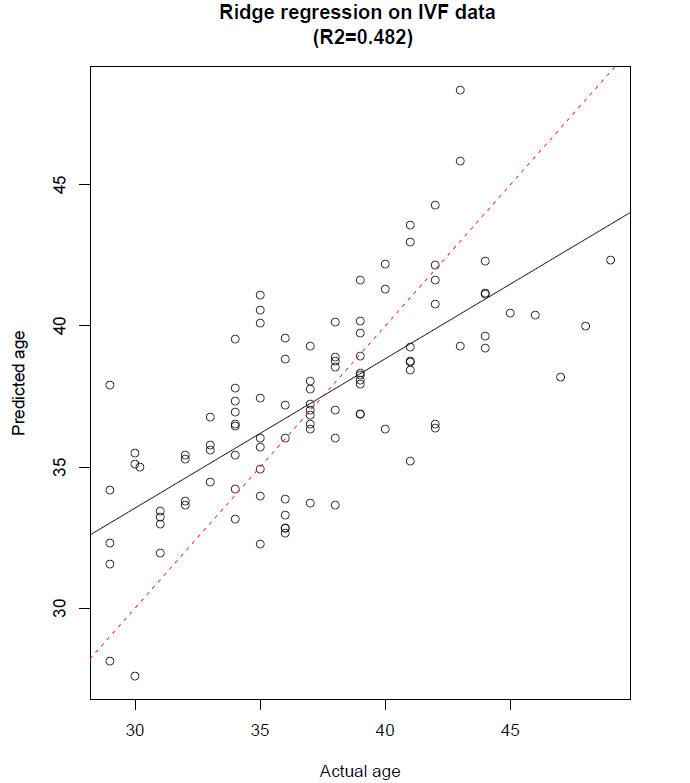 Ridge regression on IVF data
(R2=0.482)
45
40
35
30
Predicted age
30 35 40 45
Actual age